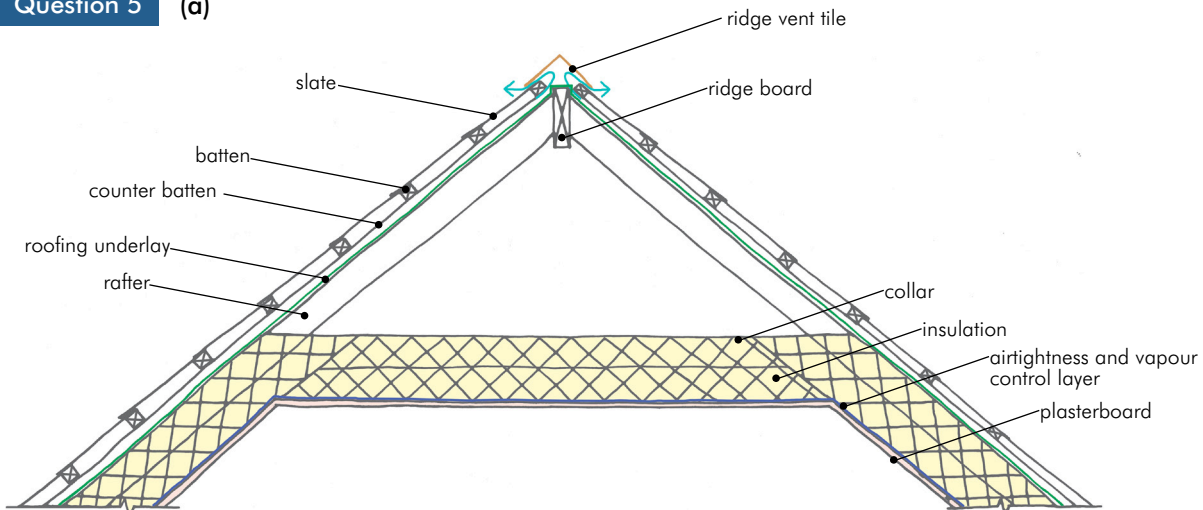 Question 5
(a)
ridge vent tile
slate
ridge board
batten
counter batten
roofing underlay
rafter
collar
insulation
airtightness and vapour
control layer
plasterboard